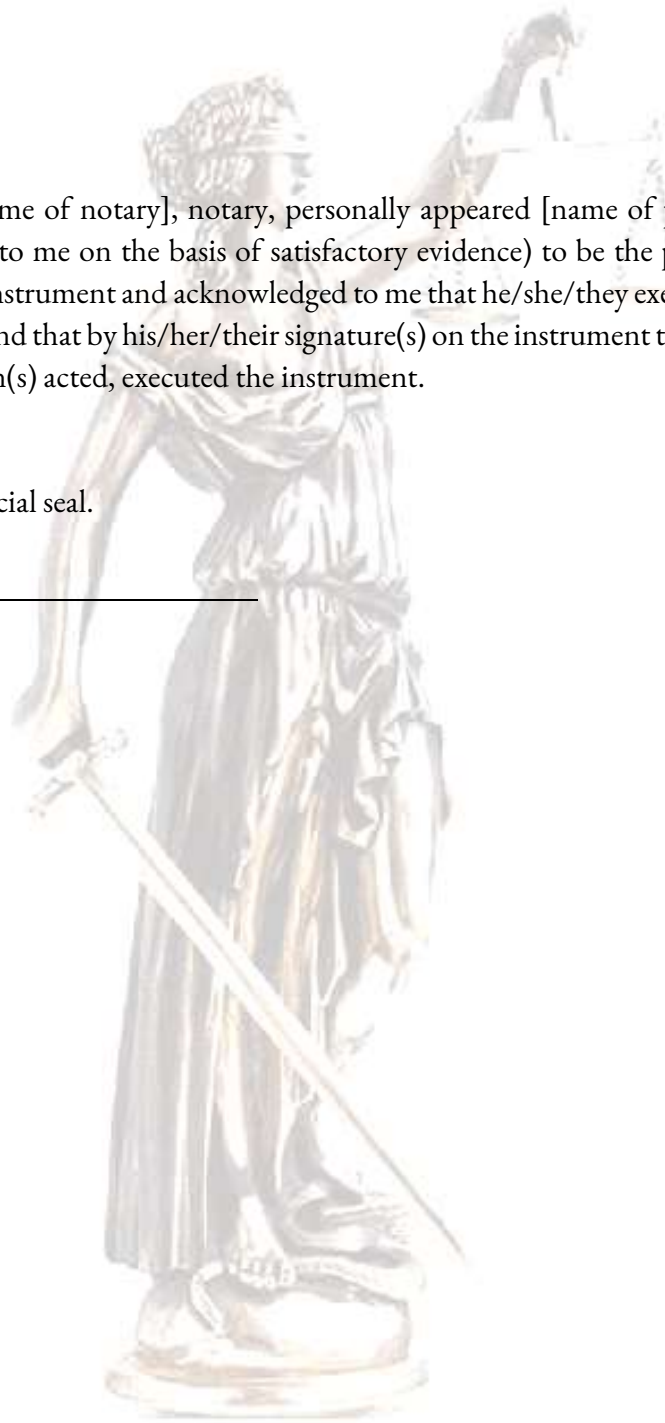 me of notary], notary, personally appeared [name of
to me on the basis of satisfactory evidence) to be the
nstrument and acknowledged to me that he/she/they
nd that by his/her/their signature(s) on the instrument
(s) acted, executed the instrument.
cial seal.